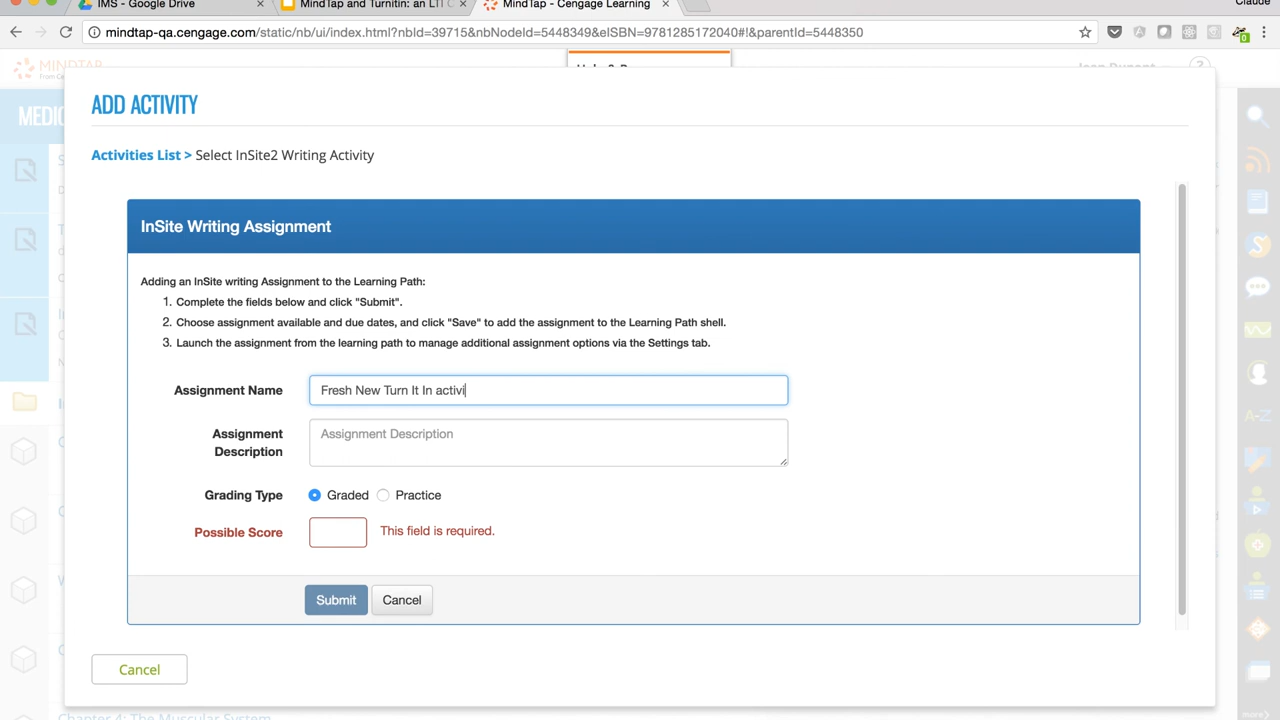 IMS - Google Drive
MindTap and Turnitin: an LTI C
MindTap - Cengage Learning
Claude
mindtap-qa.cengage.com/static/nb/ui/index.html?nbId=39715&nbNodeId=5448349&eISBN=9781285172040#!&parentId=5448350
MINDTAP
MEDIC
ADD ACTIVITY
Activities List > Select InSite2 Writing Activity
InSite Writing Assignment
Adding an InSite writing Assignment to the Learning Path:
1. Complete the fields below and click "Submit".
2. Choose assignment available and due dates, and click "Save" to add the assignment to the Learning Path shell.
3. Launch the assignment from the learning path to manage additional assignment options via the Settings tab.
Assignment Name
Fresh New Turn It In activi
Assignment
Description
Assignment Description
Grading Type
Graded
Practice
Possible Score
This field is required.
Submit
Cancel
Cancel
A-Z
more>
Chapter 4: The Muscular System